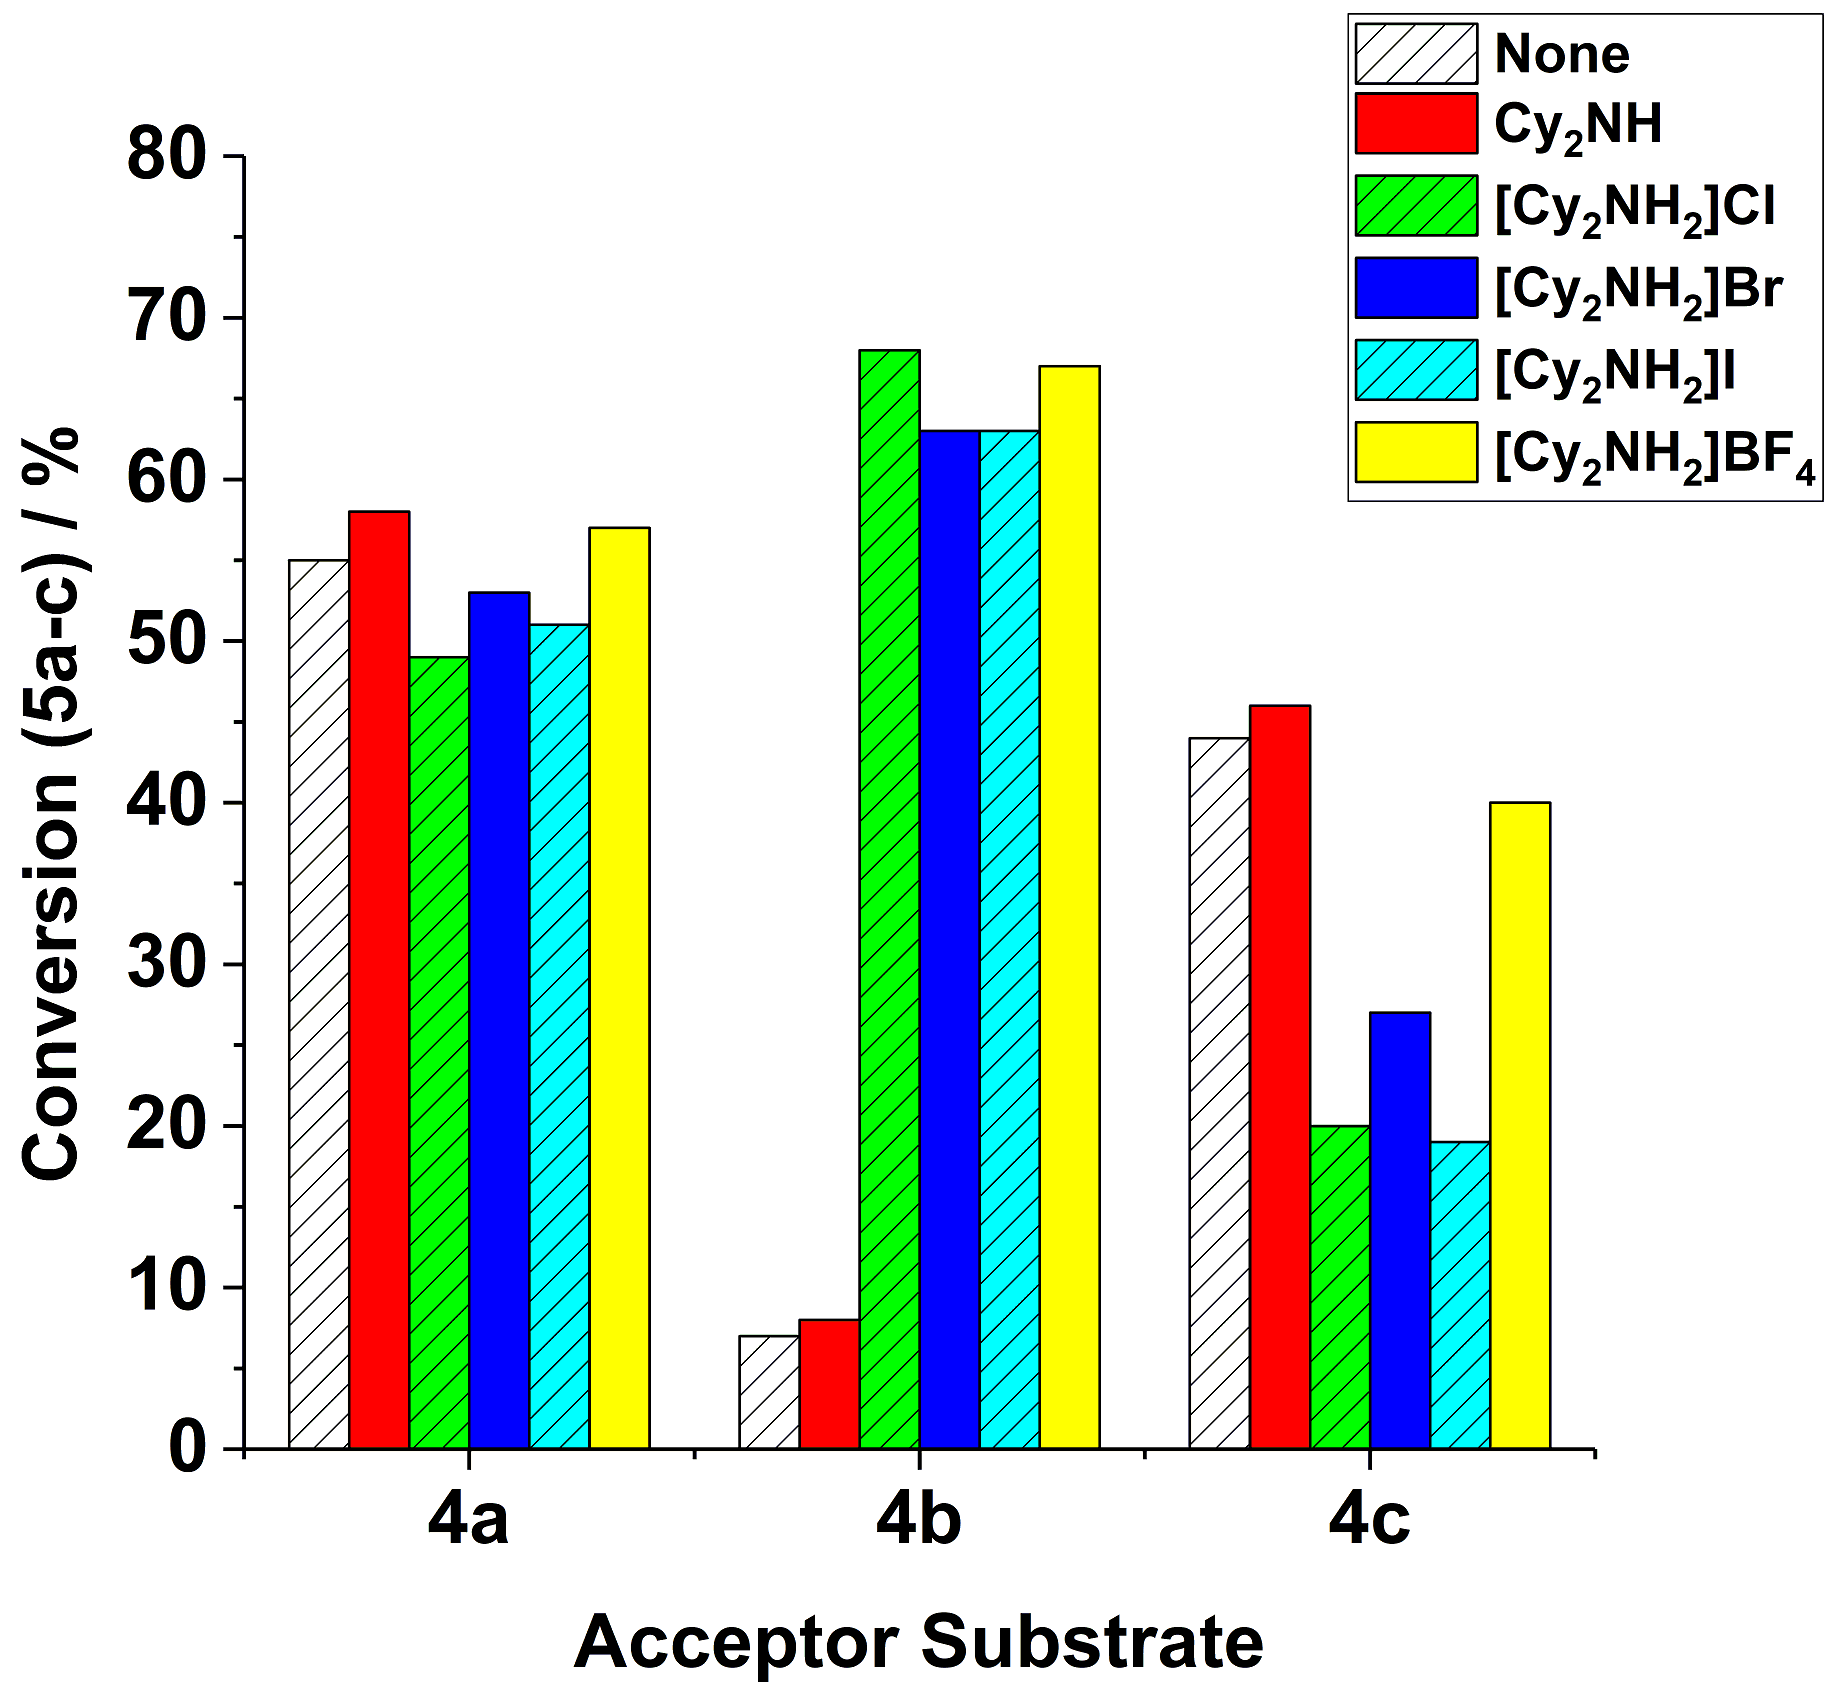 None
Cy₂NH
[Cy₂NH₂]Cl
[Cy₂NH₂]Br
[Cy₂NH₂]I
[Cy₂NH₂]BF₄
Conversion (5a-c) / %
80
70
60
50
40
30
20
10
0
4a 4b 4c
Acceptor Substrate